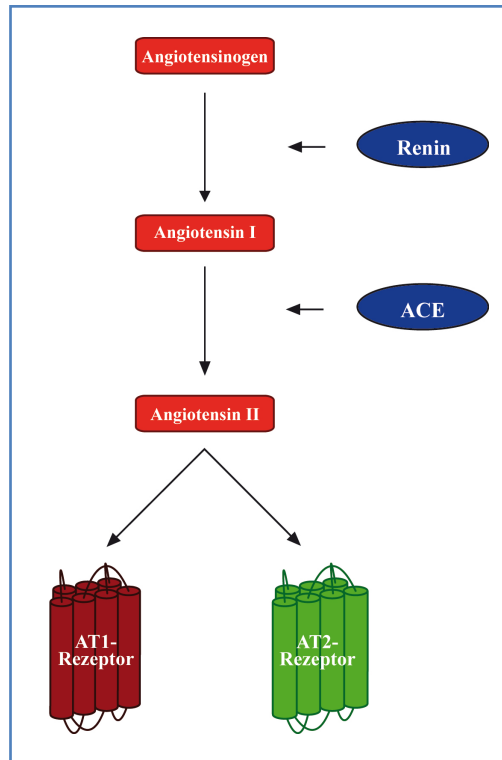 Angiotensinogen
Renin
Angiotensin I
ACE
Angiotensin II
AT1-
Rezeptor
AT2-
Rezeptor